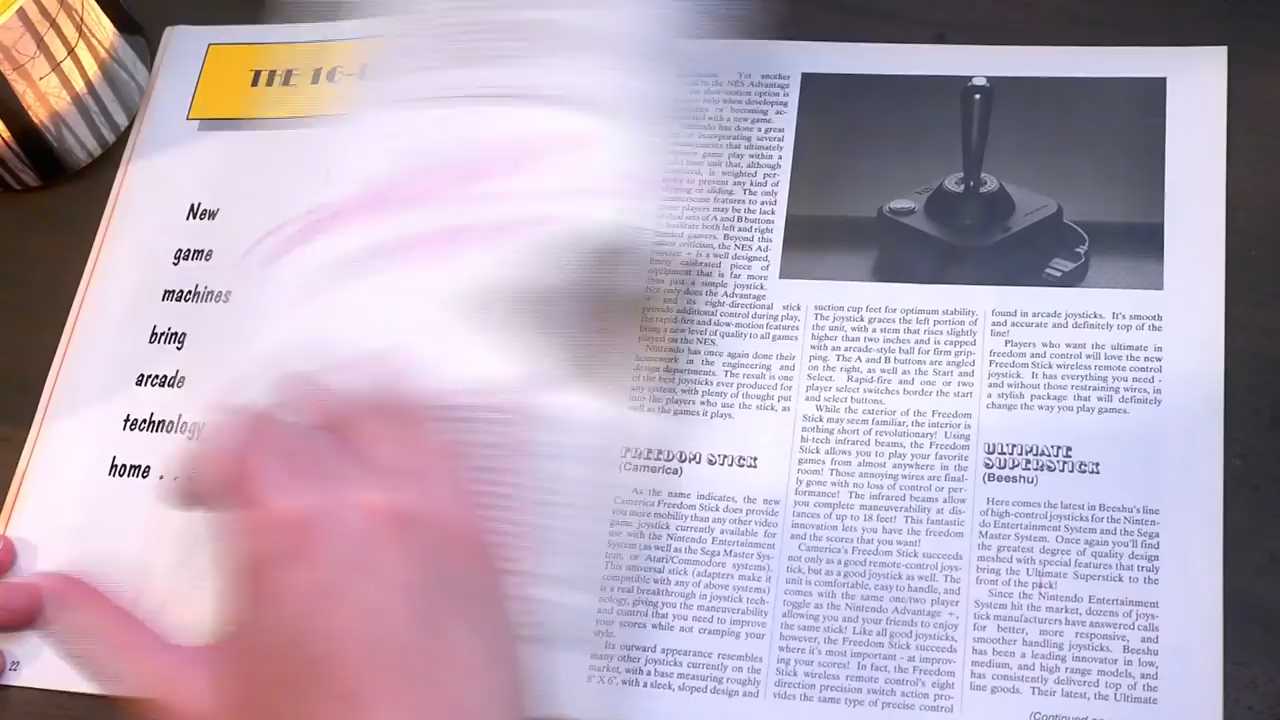 THE 16-
New
game
machines
bring
arcade
technology
home . .
22
Yet another
to the NES Advantage
motion option is
when developing
or becoming ac-
with a new game.
has done a great
incorporating several
that ultimately
game play within a
unit that, although
is weighted per-
to prevent any kind of
or sliding. The only
features to avoid
players may be the lack
sets of A and B buttons
facilitate both left and right
handed gamers. Beyond this
criticism, the NES Ad-
+ is a well designed,
finely calibrated piece of
equipment that is far more
than just a simple joystick.
Not only does the Advantage
+ and its eight-directional stick
provide additional control during play,
the rapid-fire and slow-motion features
bring a new level of quality to all games
played on the NES.
Nintendo has once again done their
homework in the engineering and
design departments. The result is one
of the best joysticks ever produced for
any system, with plenty of thought put
into the players who use the stick, as
well as the games it plays.
FREEDOM STICK
(Camerica)
As the name indicates, the new
Camerica Freedom Stick does provide
you more mobility than any other video
game joystick currently available for
use with the Nintendo Entertainment
System (as well as the Sega Master Sys-
tem, or Atari/Commodore systems).
This universal stick (adapters make it
compatible with any of above systems)
is a real breakthrough in joystick tech-
nology, giving you the maneuverability
and control that you need to improve
your scores while not cramping your
style.
Its outward appearance resembles
many other joysticks currently on the
market, with a base measuring roughly
8" X 6", with a sleek, sloped design and
suction cup feet for optimum stability.
The joystick graces the left portion of
the unit, with a stem that rises slightly
higher than two inches and is capped
with an arcade-style ball for firm grip-
ping. The A and B buttons are angled
on the right, as well as the Start and
Select. Rapid-fire and one or two
player select switches border the start
and select buttons.
While the exterior of the Freedom
Stick may seem familiar, the interior is
nothing short of revolutionary! Using
hi-tech infrared beams, the Freedom
Stick allows you to play your favorite
games from almost anywhere in the
room! Those annoying wires are final-
ly gone with no loss of control or per-
formance! The infrared beams allow
you complete maneuverability at dis-
tances of up to 18 feet! This fantastic
innovation lets you have the freedom
and the scores that you want!
Camerica's Freedom Stick succeeds
not only as a good remote-control joys-
tick, but as a good joystick as well. The
unit is comfortable, easy to handle, and
comes with the same one/two player
toggle as the Nintendo Advantage +,
allowing you and your friends to enjoy
the same stick! Like all good joysticks,
however, the Freedom Stick succeeds
where it's most important - at improv-
ing your scores! In fact, the Freedom
Stick wireless remote control's eight
direction precision switch action pro-
vides the same type of precise control
found in arcade joysticks. It's smooth
and accurate and definitely top of the
line!
Players who want the ultimate in
freedom and control will love the new
Freedom Stick wireless remote control
joystick. It has everything you need -
and without those restraining wires, in
a stylish package that will definitely
change the way you play games.
ULTIMATE
SUPERSTICK
(Beeshu)
Here comes the latest in Beeshu's line
of high-control joysticks for the Ninten-
do Entertainment System and the Sega
Master System. Once again you'll find
the greatest degree of quality design
meshed with special features that truly
bring the Ultimate Superstick to the
front of the pack!
Since the Nintendo Entertainment
System hit the market, dozens of joys-
tick manufacturers have answered calls
for better, more responsive, and
smoother handling joysticks. Beeshu
has been a leading innovator in low,
medium, and high range models, and
has consistently delivered top of the
line goods. Their latest, the Ultimate
(Continued on